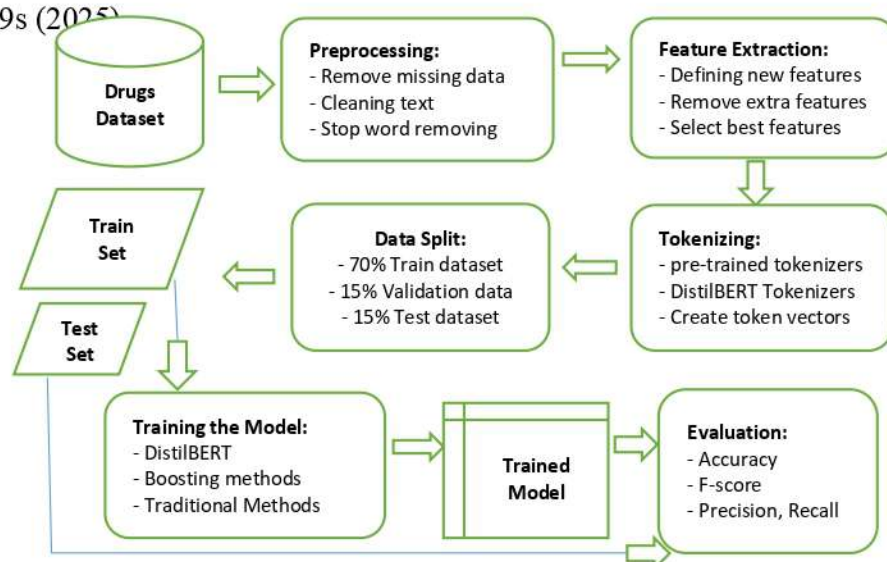 9s (2025)
Drugs
Dataset
Preprocessing:
- Remove missing data
- Cleaning text
- Stop word removing
Feature Extraction:
- Defining new features
- Remove extra features
- Select best features
Train
Set
Data Split:
- 70% Train dataset
- 15% Validation data
- 15% Test dataset
Tokenizing:
- pre-trained tokenizers
- DistilBERT Tokenizers
- Create token vectors
Test
Set
Training the Model:
- DistilBERT
- Boosting methods
- Traditional Methods
Trained
Model
Evaluation:
- Accuracy
- F-score
- Precision, Recall